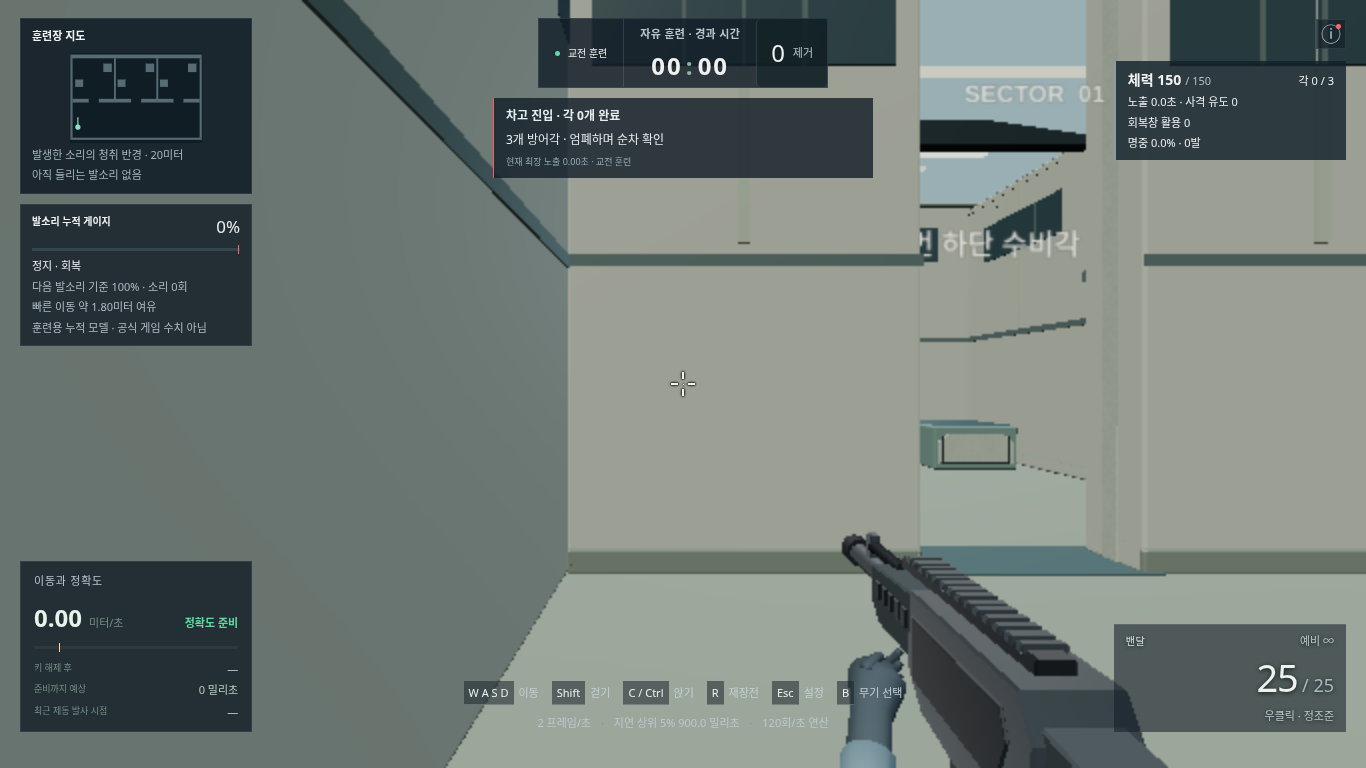 훈련장 지도
발생한 소리의 청취 반경 · 20미터
아직 들리는 발소리 없음
발소리 누적 게이지
0%
정지 · 회복
다음 발소리 기준 100% · 소리 0회
빠른 이동 약 1.80미터 여유
훈련용 누적 모델 · 공식 게임 수치 아님
교전 훈련
자유 훈련 · 경과 시간
00:00
0 제거
차고 진입 · 각 0개 완료
3개 방어각 · 엄폐하며 순차 확인
현재 최장 노출 0.00초 · 교전 훈련
체력 150 / 150
각 0 / 3
노출 0.0초 · 사격 유도 0
회복창 활용 0
명중 0.0% · 0발
SECTOR 01
하단 수비각
이동과 정확도
0.00 미터/초
정확도 준비
키 해제 후
—
준비까지 예상
0 밀리초
최근 제동 발사 시점
—
W A S D 이동 Shift 걷기 C / Ctrl 앉기 R 재장전 Esc 설정 B 무기 선택
2 프레임/초 · 지연 상위 5% 900.0 밀리초 · 120회/초 연산
밴달
예비 ∞
25 / 25
우클릭 · 정조준